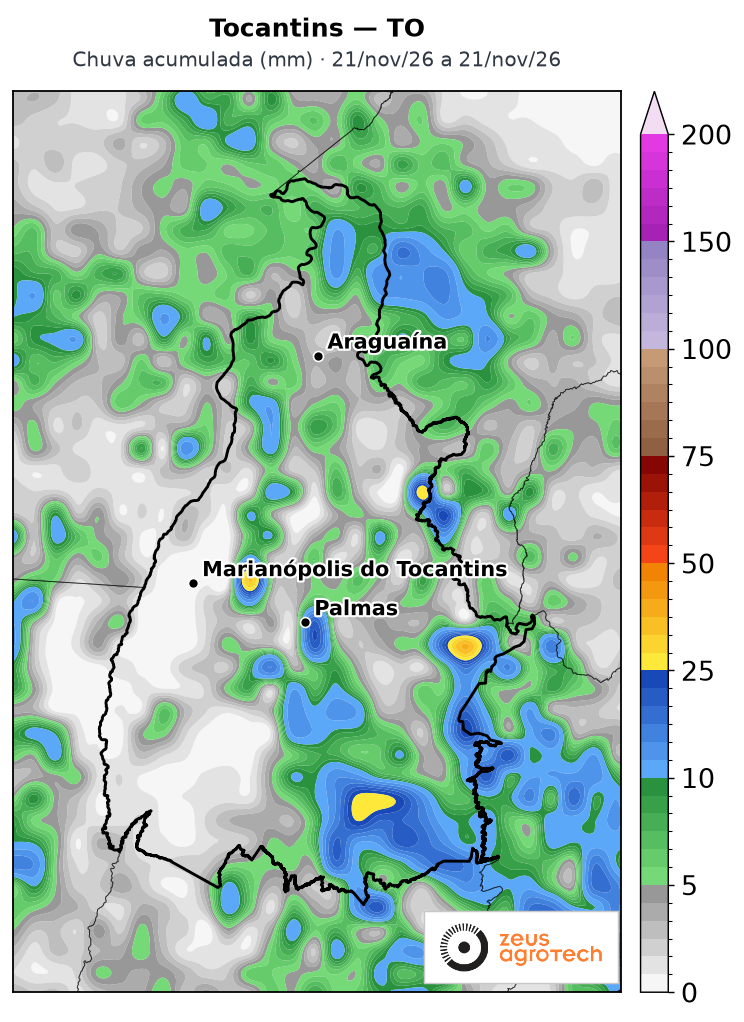 Tocantins — TO
Chuva acumulada (mm) · 21/nov/26 a 21/nov/26
Araguaína
Marianópolis do Tocantins
Palmas
200
150
100
75
50
25
10
5
0
zeus
agrotech